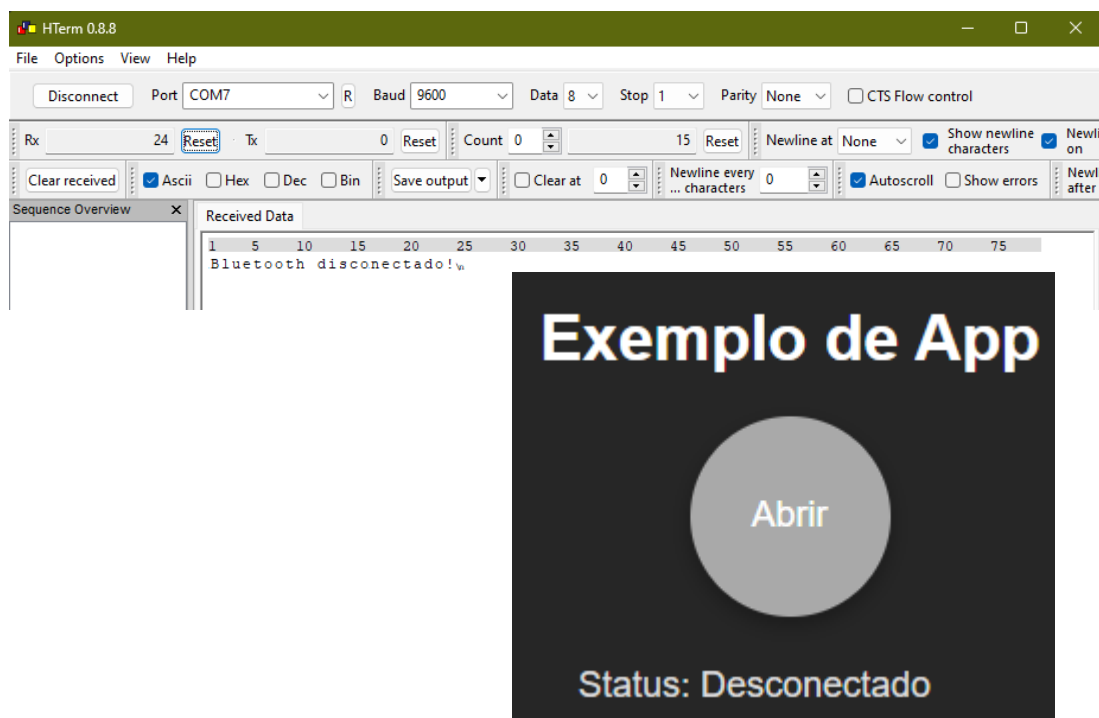 HTerm 0.8.8
File Options View Help
Disconnect Port COM7 R Baud 9600 Data 8 Stop 1 Parity None CTS Flow control
Rx 24 Reset Tx 0 Reset Count 0 15 Reset Newline at None Show newline characters Newli on
Clear received Ascii Hex Dec Bin Save output Clear at 0 Newline every ... characters 0 Autoscroll Show errors Newl after
Sequence Overview X Received Data
1 5 10 15 20 25 30 35 40 45 50 55 60 65 70 75
Bluetooth disconectado!\n
Exemplo de App
Abrir
Status: Desconectado